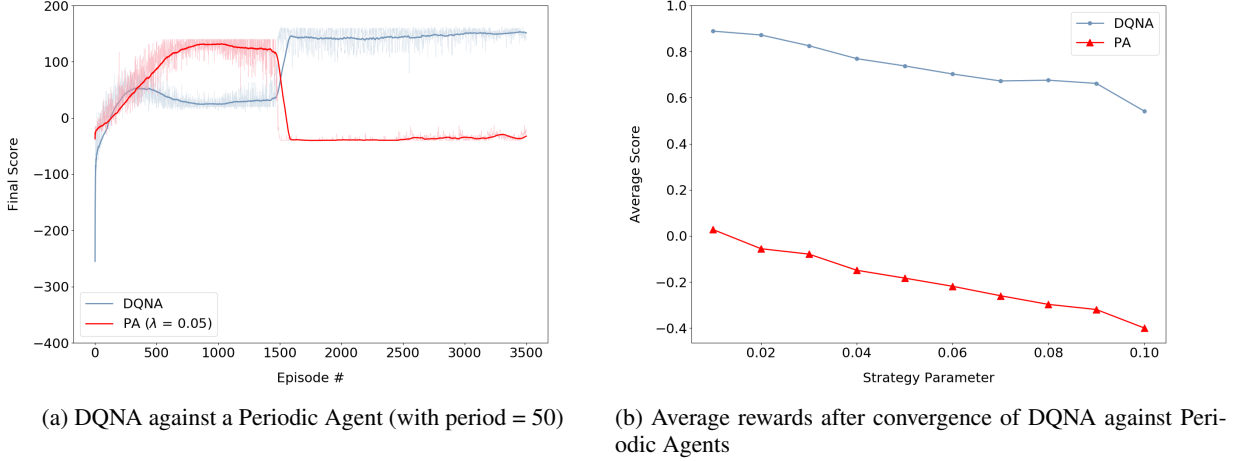 200
100
0
−100
−200
−300
−400
Final Score
DQNA
PA (λ = 0.05)
0 500 1000 1500 2000 2500 3000 3500
Episode #
(a) DQNA against a Periodic Agent (with period = 50)
1.0
0.8
0.6
0.4
0.2
0.0
−0.2
−0.4
Average Score
DQNA
PA
0.02 0.04 0.06 0.08 0.10
Strategy Parameter
(b) Average rewards after convergence of DQNA against Peri-
odic Agents